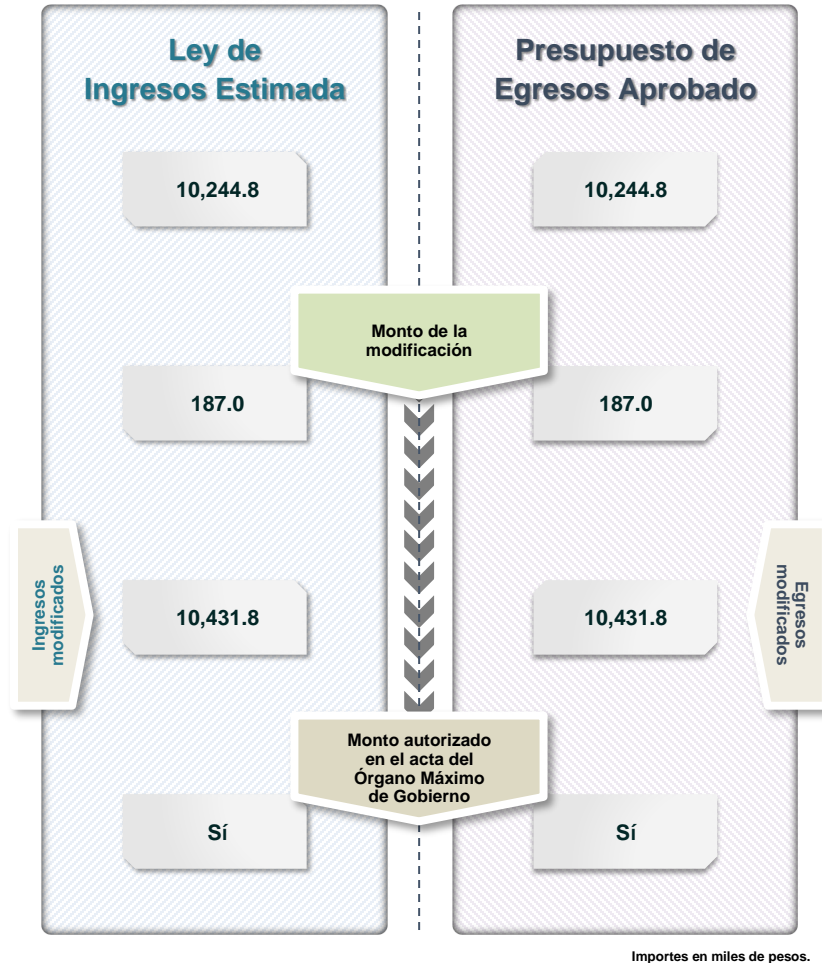 Ley de
Ingresos Estimada
Presupuesto de
Egresos Aprobado
10,244.8
10,244.8
Monto de la
modificación
187.0
187.0
Ingresos
modificados
10,431.8
10,431.8
Egresos
modificados
Monto autorizado
en el acta del
Órgano Máximo
de Gobierno
Sí
Sí
Importes en miles de pesos.